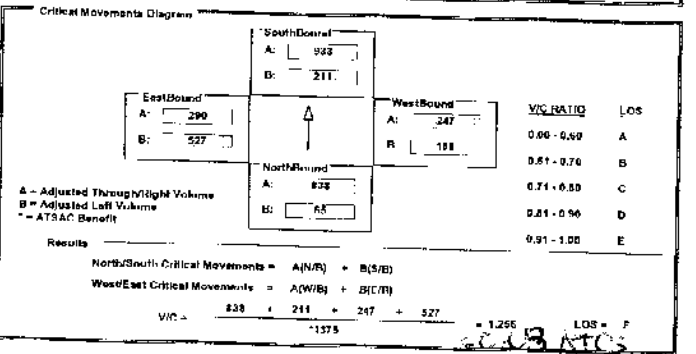 Critical Movements Diagram
SouthBound
A: 933
B: 211
EastBound
A: 290
B: 527
WestBound
A: 247
B:
NorthBound
A: 838
B: 65
V/C RATIO LOS
0.00 - 0.60 A
0.61 - 0.70 B
0.71 - 0.80 C
0.81 - 0.90 D
0.91 - 1.00 E
A = Adjusted Through/Right Volume
B = Adjusted Left Volume
* = ATSAC Benefit
Results
North/South Critical Movements = A(N/B) + B(S/B)
West/East Critical Movements = A(W/B) + B(E/B)
V/C = 838 + 211 + 247 + 527
*1375
= 1.256 LOS = F